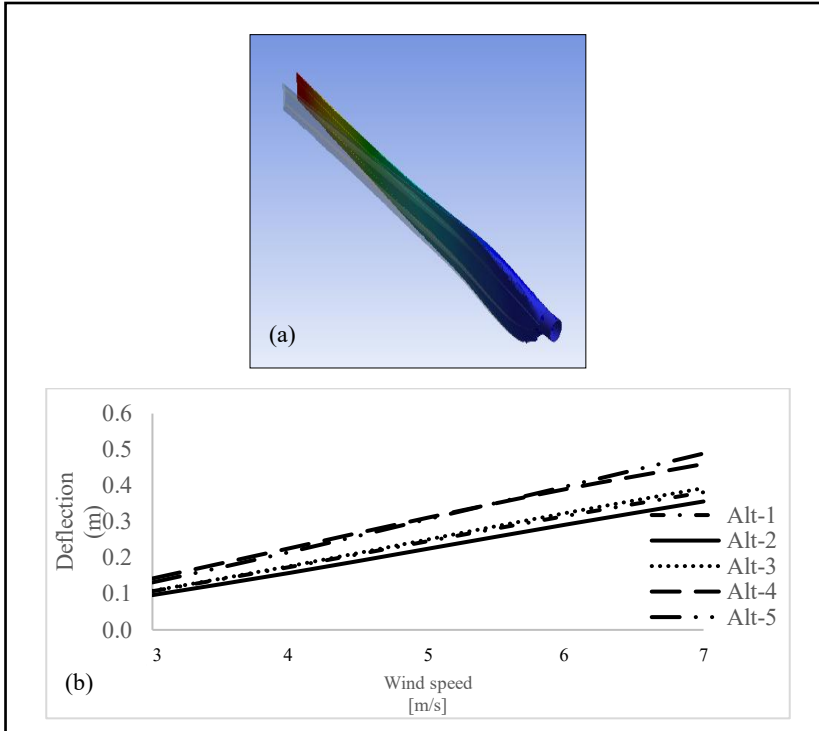 (a)
0.6
0.5
0.4
0.3
0.2
0.1
0.0
Deflection
(m)
Alt-1
Alt-2
Alt-3
Alt-4
Alt-5
3 4 5 6 7
Wind speed
[m/s]
(b)